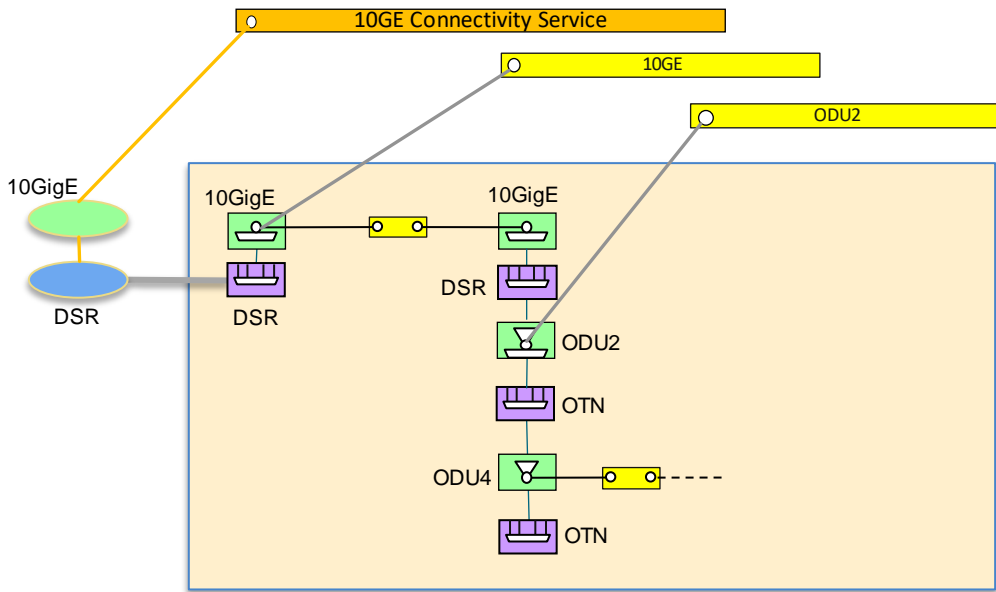 10GE Connectivity Service
10GE
ODU2
10GigE
10GigE
10GigE
DSR
DSR
DSR
ODU2
OTN
ODU4
OTN